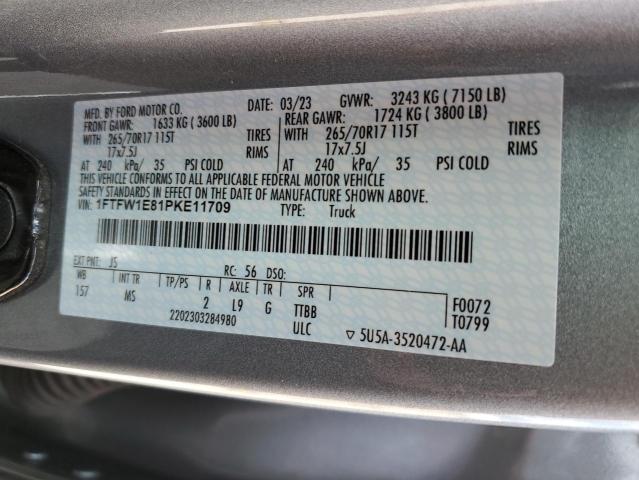 MFD. BY FORD MOTOR CO. DATE: 03/23 GVWR: 3243 KG ( 7150 LB)
FRONT GAWR: 1633 KG ( 3600 LB) REAR GAWR: 1724 KG ( 3800 LB)
WITH 265/70R17 115T TIRES WITH 265/70R17 115T TIRES
17x7.5J RIMS 17x7.5J RIMS
AT 240 kPa/ 35 PSI COLD AT 240 kPa/ 35 PSI COLD
THIS VEHICLE CONFORMS TO ALL APPLICABLE FEDERAL MOTOR VEHICLE
SAFETY STANDARDS IN EFFECT ON THE DATE OF MANUFACTURE SHOWN ABOVE.
VIN: 1FTFW1E81PKE11709 TYPE: Truck
EXT PNT: J5 RC: 56 DSO:
WB INT TR TP/PS R AXLE TR SPR
157 MS 2 L9 G TTBB F0072
2202303284980 ULC T0799
▽ 5U5A-3520472-AA